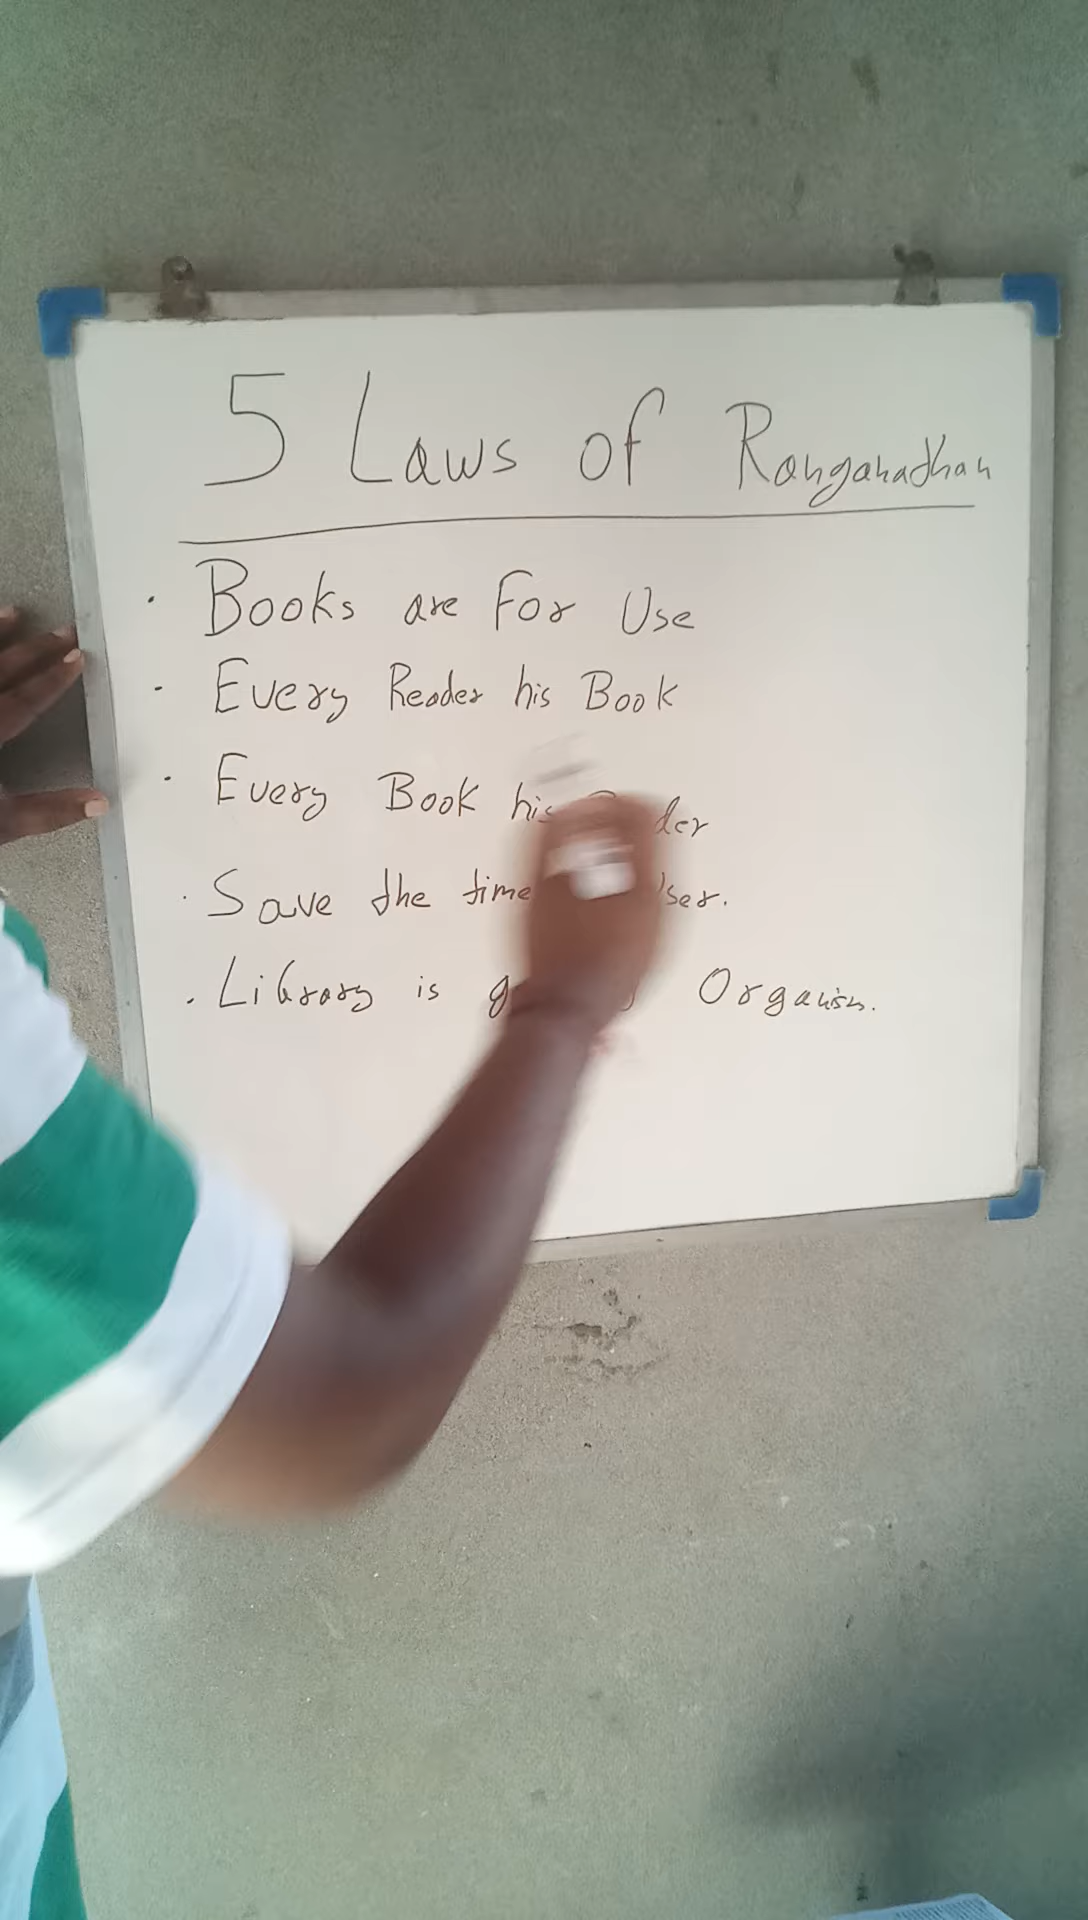 5 Laws of Ranganathan
. Books are For Use
- Every Reader his Book
- Every Book his
. Save the time
. Library is Organism.